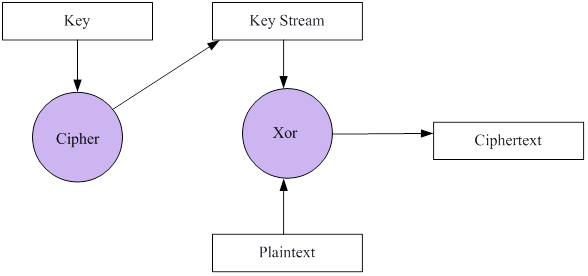 Key
Key Stream
Cipher
Xor
Ciphertext
Plaintext